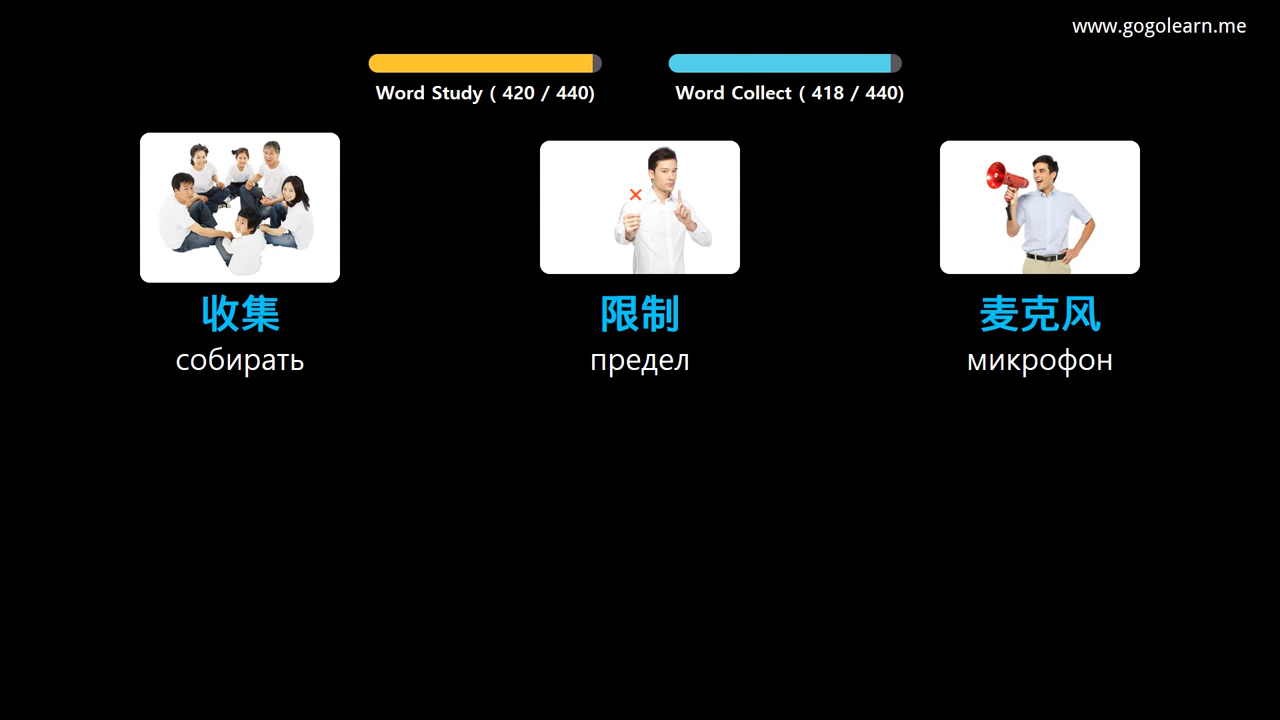 www.gogolearn.me
Word Study ( 420 / 440)
Word Collect ( 418 / 440)
收集
限制
麦克风
собирать
предел
микрофон